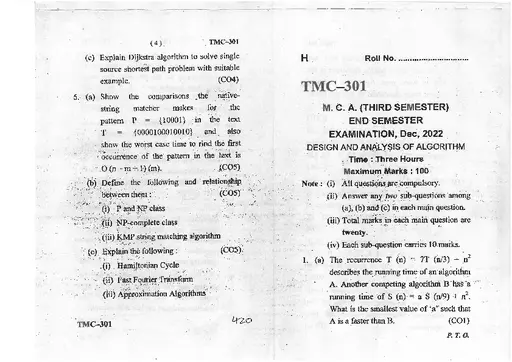 (4) TMC-301
(c) Explain Dijkstra algorithm to solve single
source shortest path problem with suitable
example. (CO4)
5. (a) Show the comparisons the native-
string matcher makes for the
pattern P = {10001} in the text
T = {0000100010010} and also
show the worst case time to find the first
occurrence of the pattern in the text is
O (n – m – 1) (m). (CO5)
(b) Define the following and relationship
between them : (CO5)
(i) P and NP class
(ii) NP-complete class
(iii) KMP string matching algorithm
(c) Explain the following : (CO5)
(i) Hamiltonian Cycle
(ii) Fast Fourier Transform
(iii) Approximation Algorithms
TMC-301 420
H Roll No. ............................
TMC–301
M. C. A. (THIRD SEMESTER)
END SEMESTER
EXAMINATION, Dec, 2022
DESIGN AND ANALYSIS OF ALGORITHM
Time : Three Hours
Maximum Marks : 100
Note : (i) All questions are compulsory.
(ii) Answer any two sub-questions among
(a), (b) and (c) in each main question.
(iii) Total marks in each main question are
twenty.
(iv) Each sub-question carries 10 marks.
1. (a) The recurrence T (n) = 7T (n/3) + n²
describes the running time of an algorithm
A. Another competing algorithm B has a
running time of S (n) = a S (n/9) + n².
What is the smallest value of 'a' such that
A is a faster than B. (CO1)
P. T. O.